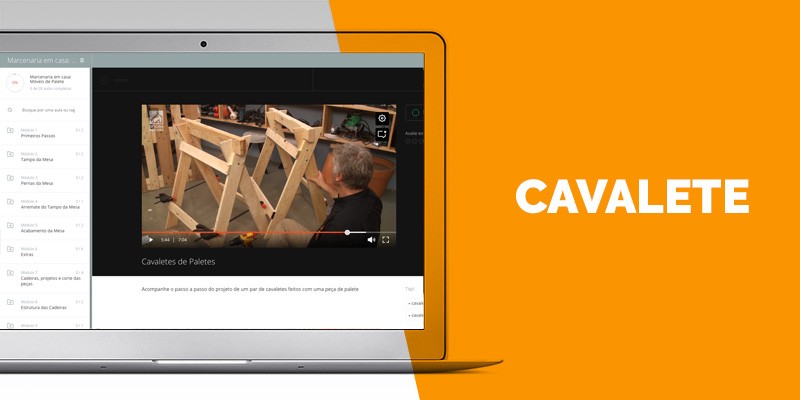 Marcenaria em casa: ...
Marcenaria em casa:
Móveis de Palete
Busque por uma aula ou tag
Módulo 1
Primeiros Passos
Módulo 2
Tampo da Mesa
Módulo 3
Pernas da Mesa
Módulo 4
Arremate do Tampo da Mesa
Módulo 5
Acabamento da Mesa
Módulo 6
Extras
Módulo 7
Cadeiras, projetos e corte das
peças
Módulo 8
Estrutura das Cadeiras
Módulo 9
5:44 | 7:04
Cavaletes de Paletes
Acompanhe o passo a passo do projeto de um par de cavaletes feitos com uma peça de palete
Tags
CAVALETE